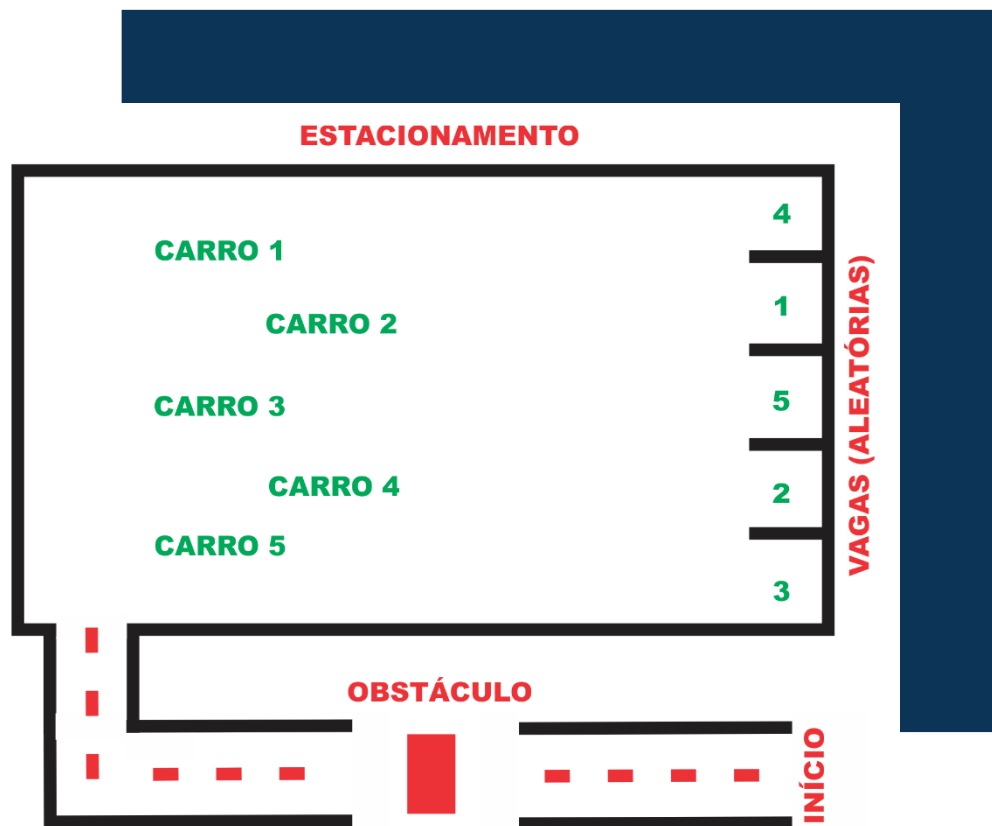 ESTACIONAMENTO
4
CARRO 1
1
CARRO 2
5
CARRO 3
CARRO 4
2
CARRO 5
3
VAGAS (ALEATÓRIAS)
OBSTÁCULO
INÍCIO